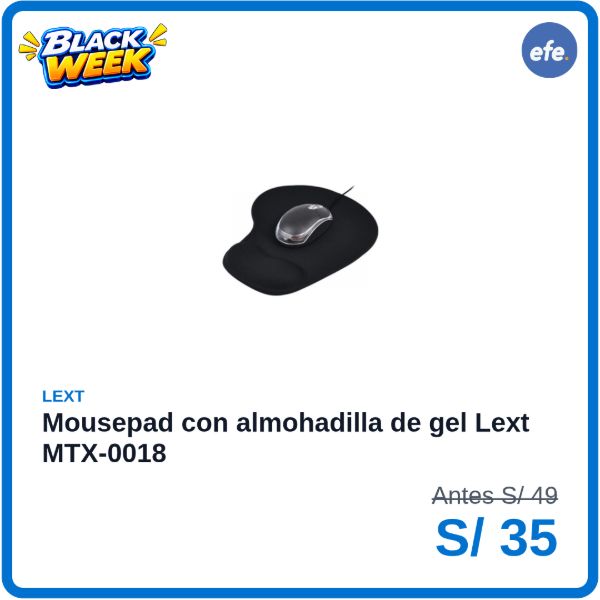 BLACK
WEEK
efe.
LEXT
Mousepad con almohadilla de gel Lext
MTX-0018
Antes S/ 49
S/ 35